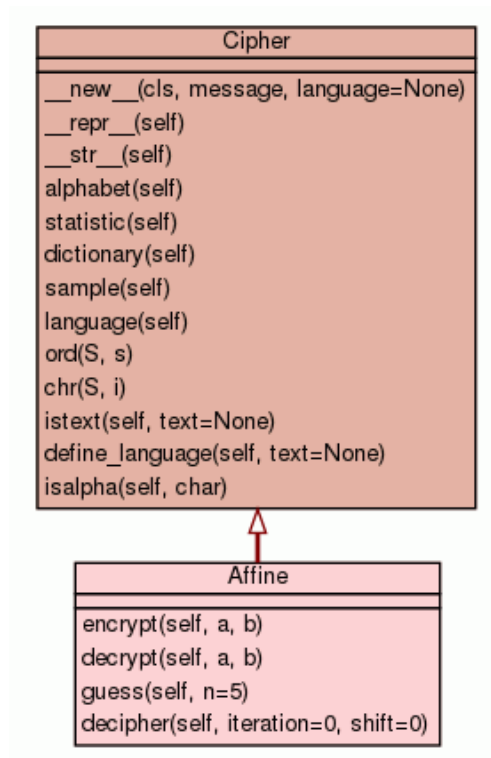 Cipher
__new__(cls, message, language=None)
__repr__(self)
__str__(self)
alphabet(self)
statistic(self)
dictionary(self)
sample(self)
language(self)
ord(S, s)
chr(S, i)
istext(self, text=None)
define_language(self, text=None)
isalpha(self, char)
Affine
encrypt(self, a, b)
decrypt(self, a, b)
guess(self, n=5)
decipher(self, iteration=0, shift=0)